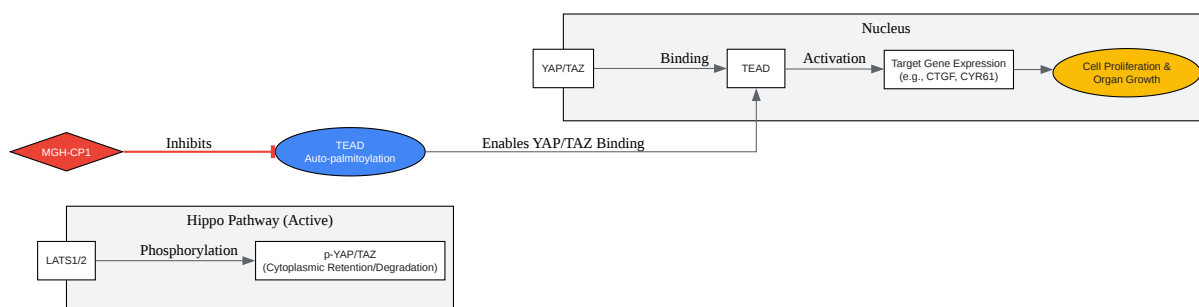 Nucleus
YAP/TAZ
Binding
TEAD
Activation
Target Gene Expression
(e.g., CTGF, CYR61)
Cell Proliferation &
Organ Growth
MGH-CP1
Inhibits
TEAD
Auto-palmitoylation
Enables YAP/TAZ Binding
Hippo Pathway (Active)
LATS1/2
Phosphorylation
p-YAP/TAZ
(Cytoplasmic Retention/Degradation)